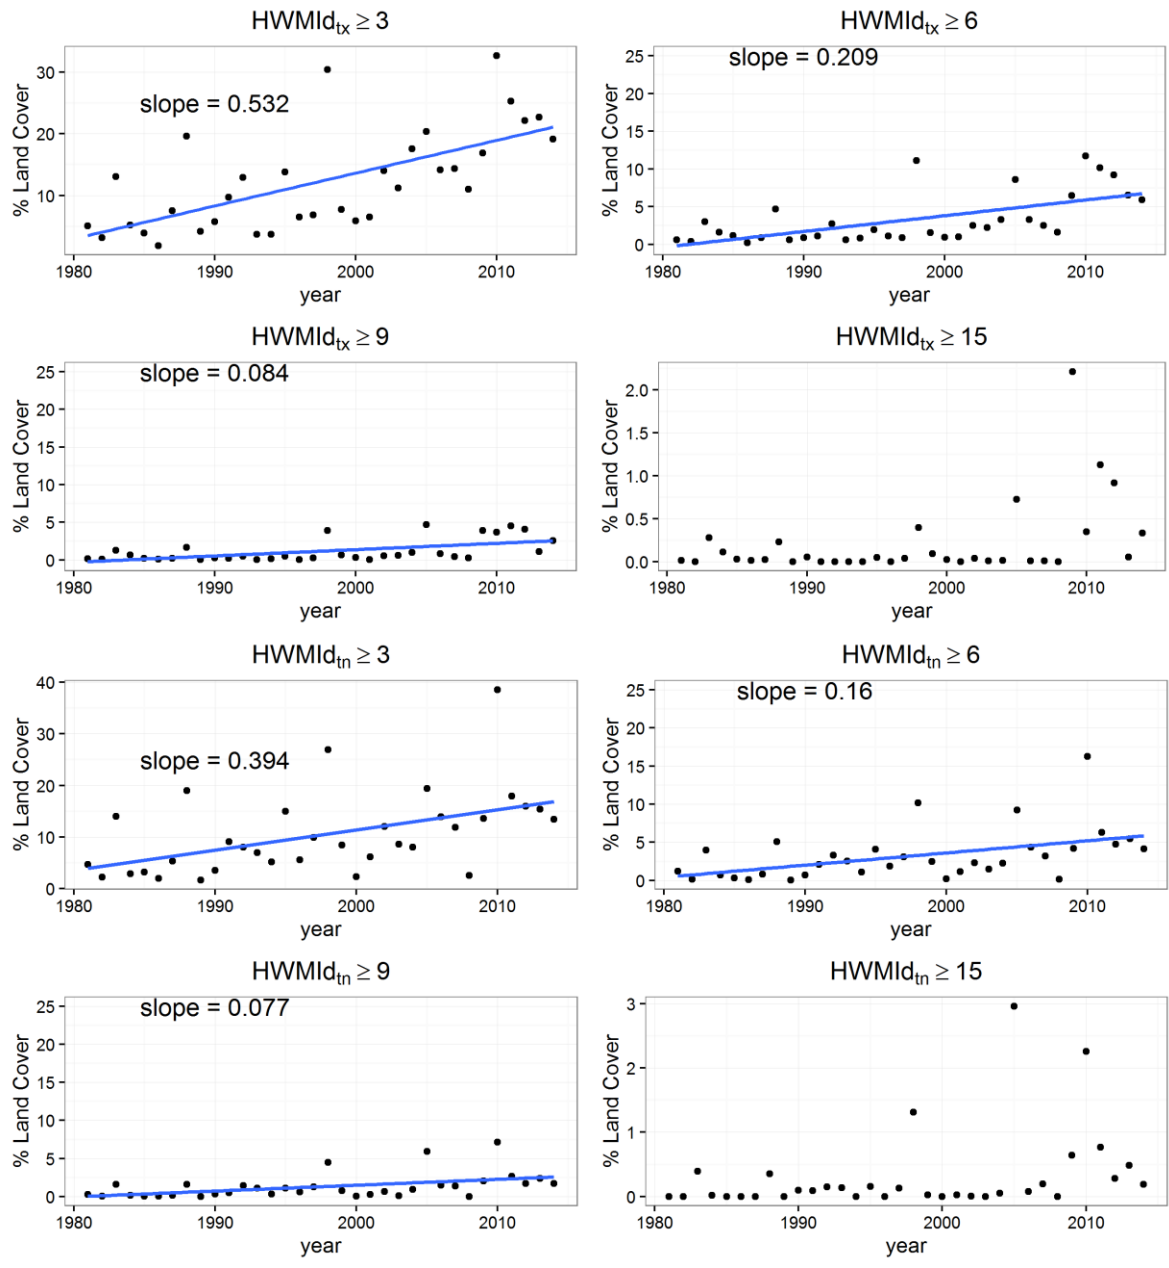 HWMId_tx ≥ 3
slope = 0.532
% Land Cover
30
20
10
1980 1990 2000 2010
year
HWMId_tx ≥ 6
slope = 0.209
% Land Cover
25
20
15
10
5
0
1980 1990 2000 2010
year
HWMId_tx ≥ 9
slope = 0.084
% Land Cover
25
20
15
10
5
0
1980 1990 2000 2010
year
HWMId_tx ≥ 15
% Land Cover
2.0
1.5
1.0
0.5
0.0
1980 1990 2000 2010
year
HWMId_tn ≥ 3
slope = 0.394
% Land Cover
40
30
20
10
0
1980 1990 2000 2010
year
HWMId_tn ≥ 6
slope = 0.16
% Land Cover
25
20
15
10
5
0
1980 1990 2000 2010
year
HWMId_tn ≥ 9
slope = 0.077
% Land Cover
25
20
15
10
5
0
1980 1990 2000 2010
year
HWMId_tn ≥ 15
% Land Cover
3
2
1
0
1980 1990 2000 2010
year